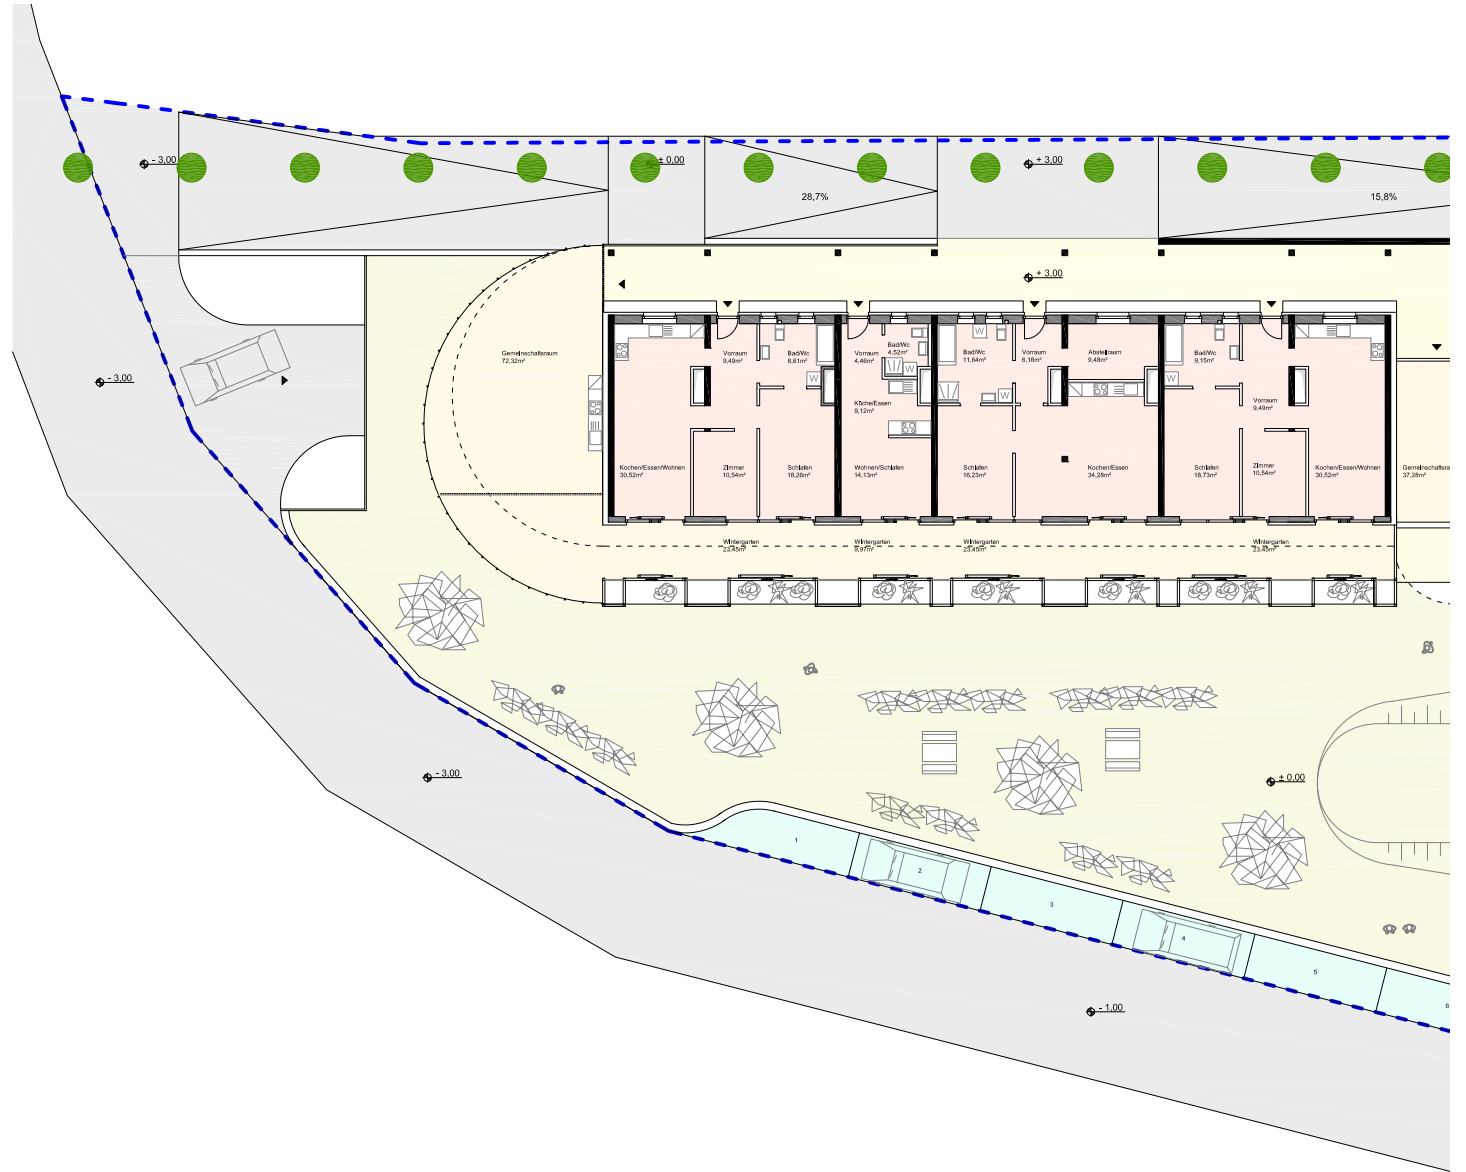 - 3,00
± 0,00
+ 3,00
28,7%
15,8%
+ 3,00
- 3,00
Gemeinschaftsraum
72,32m²
Vorraum
9,49m²
Bad/Wc
8,61m²
W
Vorraum
4,46m²
Bad/Wc
4,52m²
W
Küche/Essen
9,12m²
Bad/Wc
11,64m²
W
W
Vorraum
6,18m²
Abstellraum
9,48m²
Bad/Wc
9,15m²
W
Vorraum
9,49m²
Kochen/Essen/Wohnen
30,52m²
Zimmer
10,54m²
Schlafen
18,26m²
Wohnen/Schlafen
14,13m²
Schlafen
16,23m²
Kochen/Essen
34,28m²
Schlafen
18,73m²
Zimmer
10,54m²
Kochen/Essen/Wohnen
30,52m²
Gemeinschaftsra
37,28m²
Wintergarten
23,45m²
Wintergarten
9,97m²
Wintergarten
23,45m²
Wintergarten
23,45m²
- 3,00
± 0,00
1
2
3
4
5
6
- 1,00